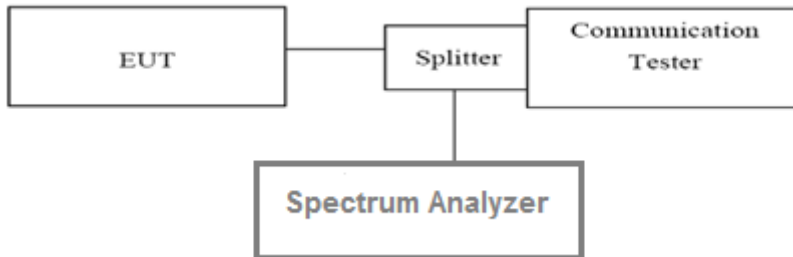 EUT
Splitter
Communication
Tester
Spectrum Analyzer